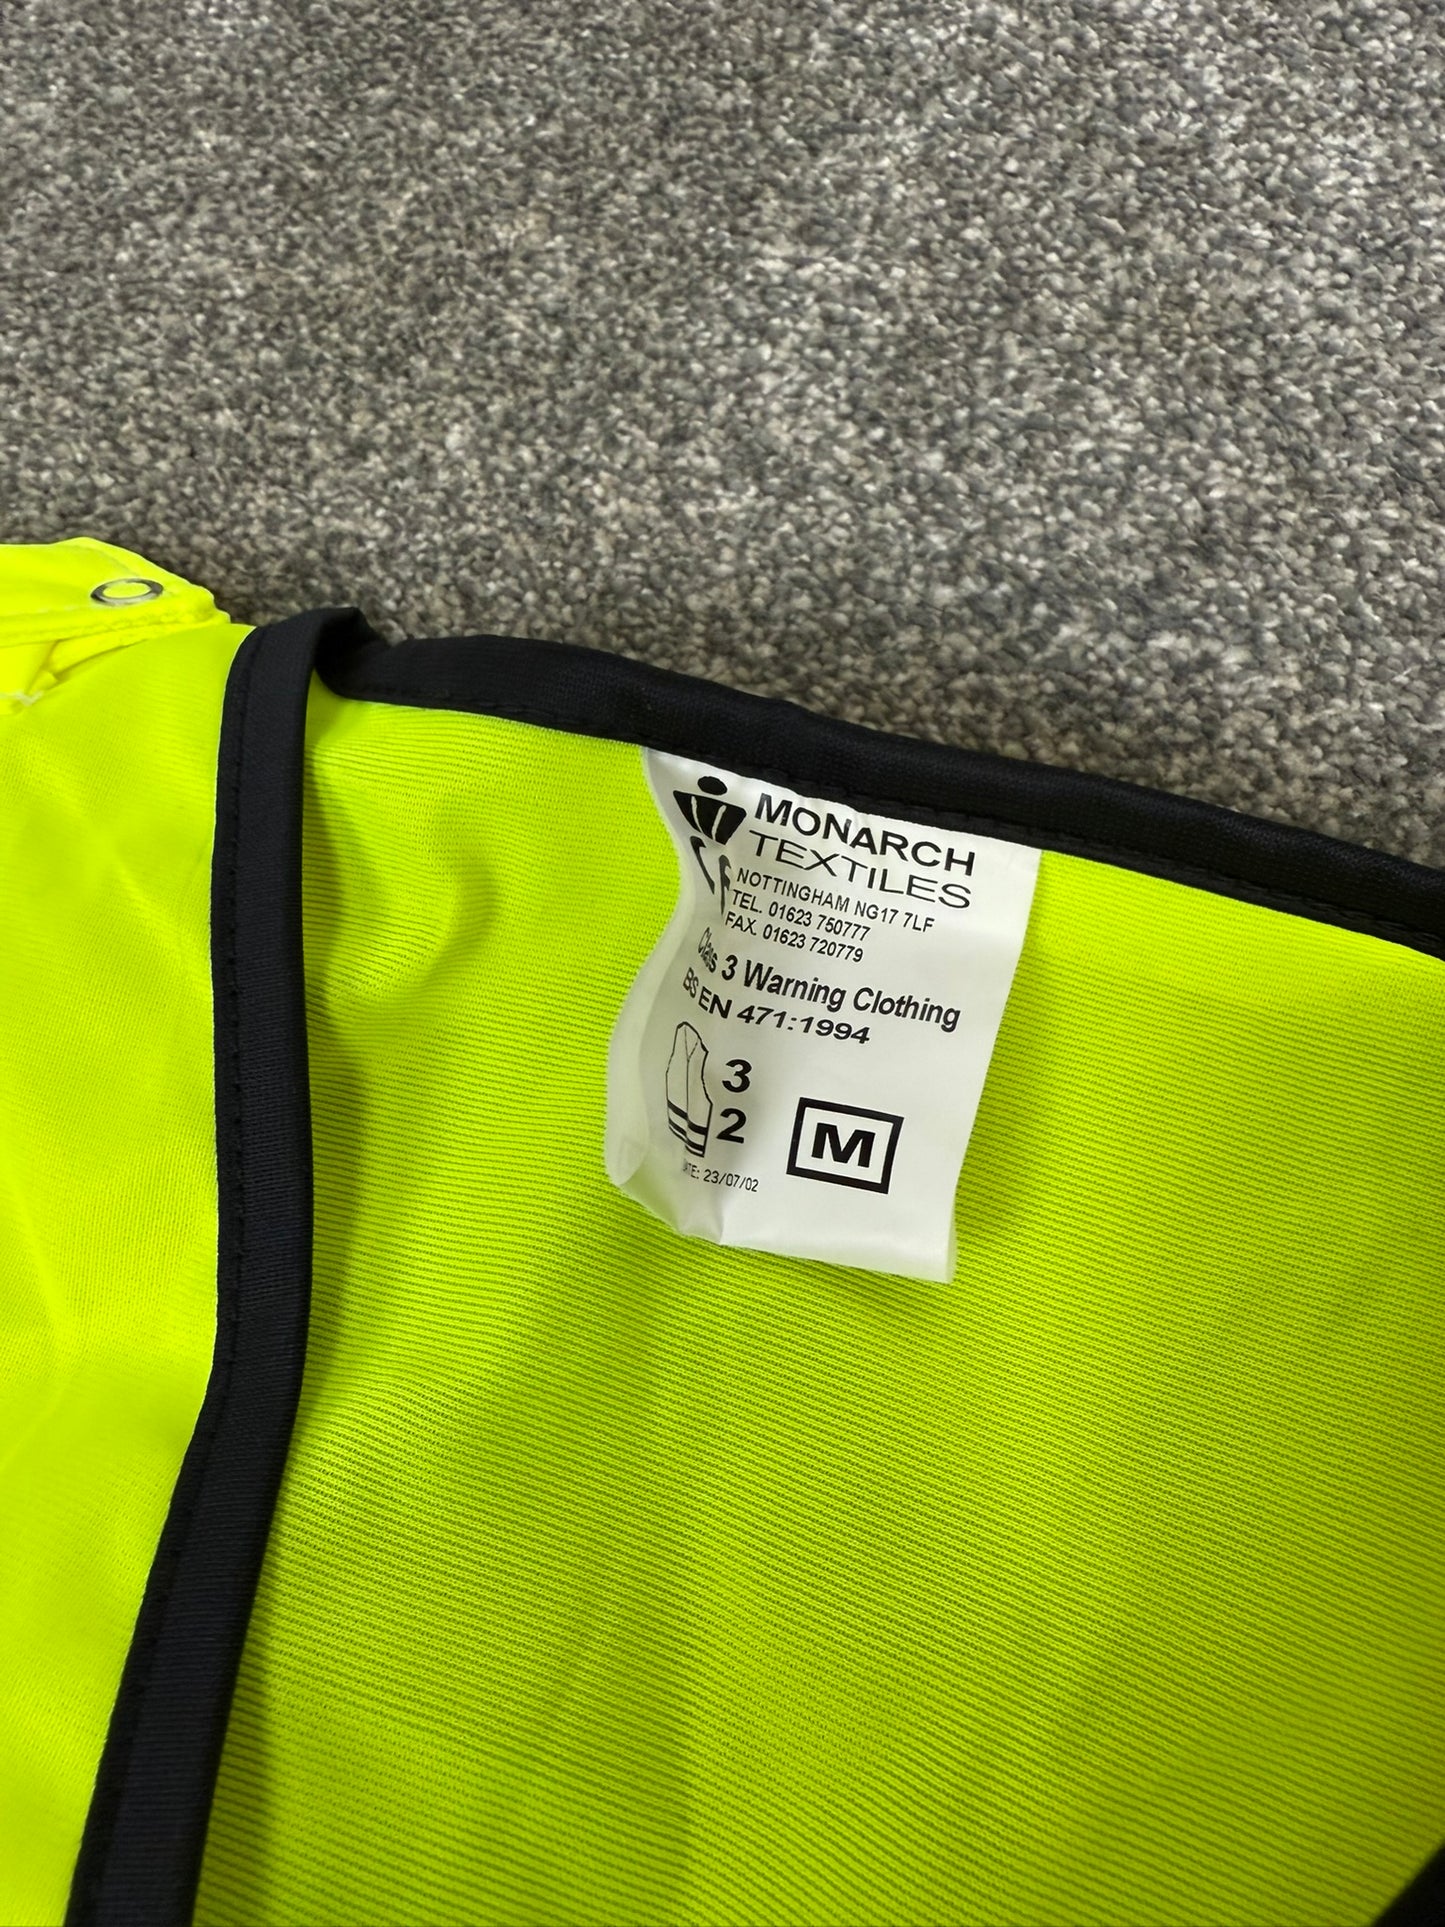 MONARCH
TEXTILES
NOTTINGHAM NG17 7LF
TEL. 01623 750777
FAX. 01623 720779
Class 3 Warning Clothing
BS EN 471:1994
3
2
M
23/07/02